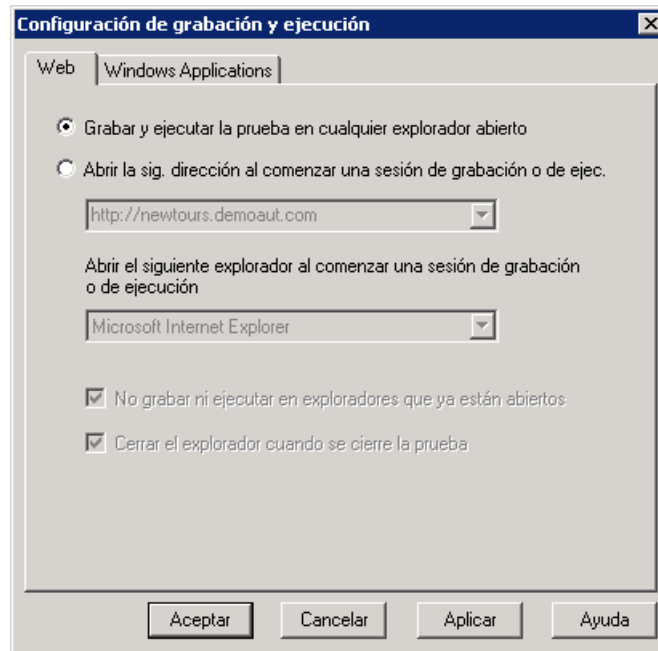 Configuración de grabación y ejecución
Web
Windows Applications
Grabar y ejecutar la prueba en cualquier explorador abierto
Abrir la sig. dirección al comenzar una sesión de grabación o de ejec.
http://newtours.demoaut.com
Abrir el siguiente explorador al comenzar una sesión de grabación
o de ejecución
Microsoft Internet Explorer
No grabar ni ejecutar en exploradores que ya están abiertos
Cerrar el explorador cuando se cierre la prueba
Aceptar
Cancelar
Aplicar
Ayuda